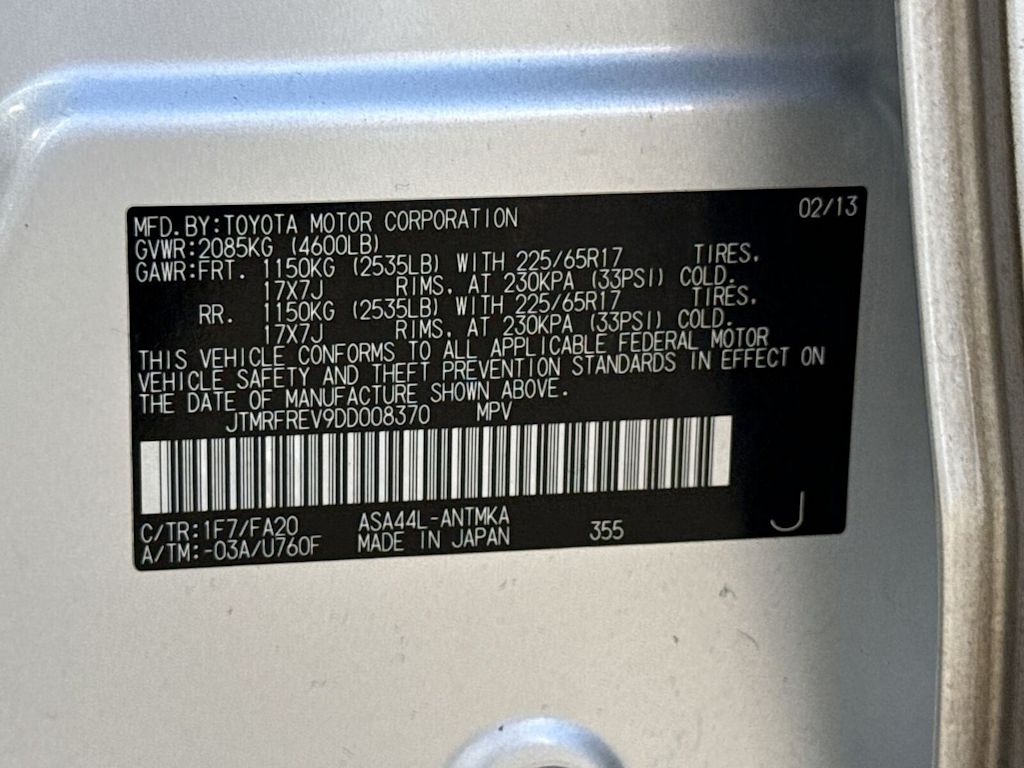 MFD. BY: TOYOTA MOTOR CORPORATION 02/13
GVWR: 2085KG (4600LB)
GAWR: FRT. 1150KG (2535LB) WITH 225/65R17 TIRES.
17X7J RIMS. AT 230KPA (33PSI) COLD.
RR. 1150KG (2535LB) WITH 225/65R17 TIRES.
17X7J RIMS. AT 230KPA (33PSI) COLD.
THIS VEHICLE CONFORMS TO ALL APPLICABLE FEDERAL MOTOR
VEHICLE SAFETY AND THEFT PREVENTION STANDARDS IN EFFECT ON
THE DATE OF MANUFACTURE SHOWN ABOVE.
JTMRFREV9DD008370 MPV
C/TR: 1F7/FA20 ASA44L-ANTMKA 355 J
A/TM: -03A/U760F MADE IN JAPAN